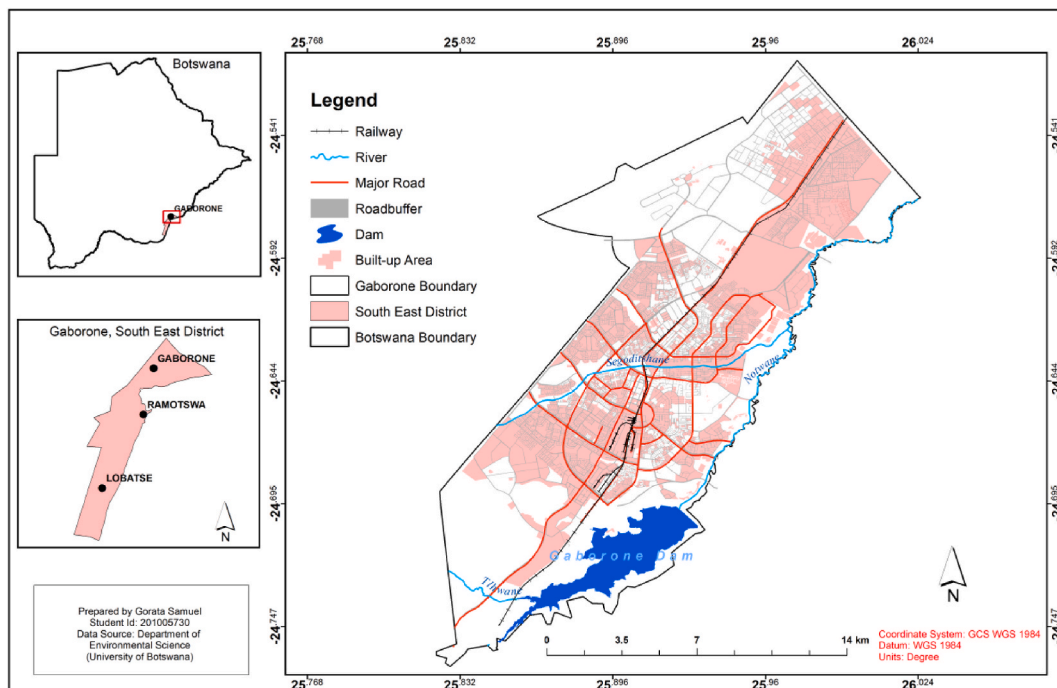 Botswana
GABORONE
Gaborone, South East District
GABORONE
RAMOTSWA
LOBATSE
N
Prepared by Gorata Samuel
Student Id: 201005730
Data Source: Department of
Environmental Science
(University of Botswana)
25.768 25.832 25.896 25.96 26.024
Legend
Railway
River
Major Road
Roadbuffer
Dam
Built-up Area
Gaborone Boundary
South East District
Botswana Boundary
-24.541
-24.592
-24.644
-24.695
-24.747
Segoditshane
Notwane
Gaborone Dam
Tlhwane
-24.541
-24.592
-24.644
-24.695
-24.747
N
0 3.5 7 14 km
Coordinate System: GCS WGS 1984
Datum: WGS 1984
Units: Degree
25.768 25.832 25.896 25.96 26.024